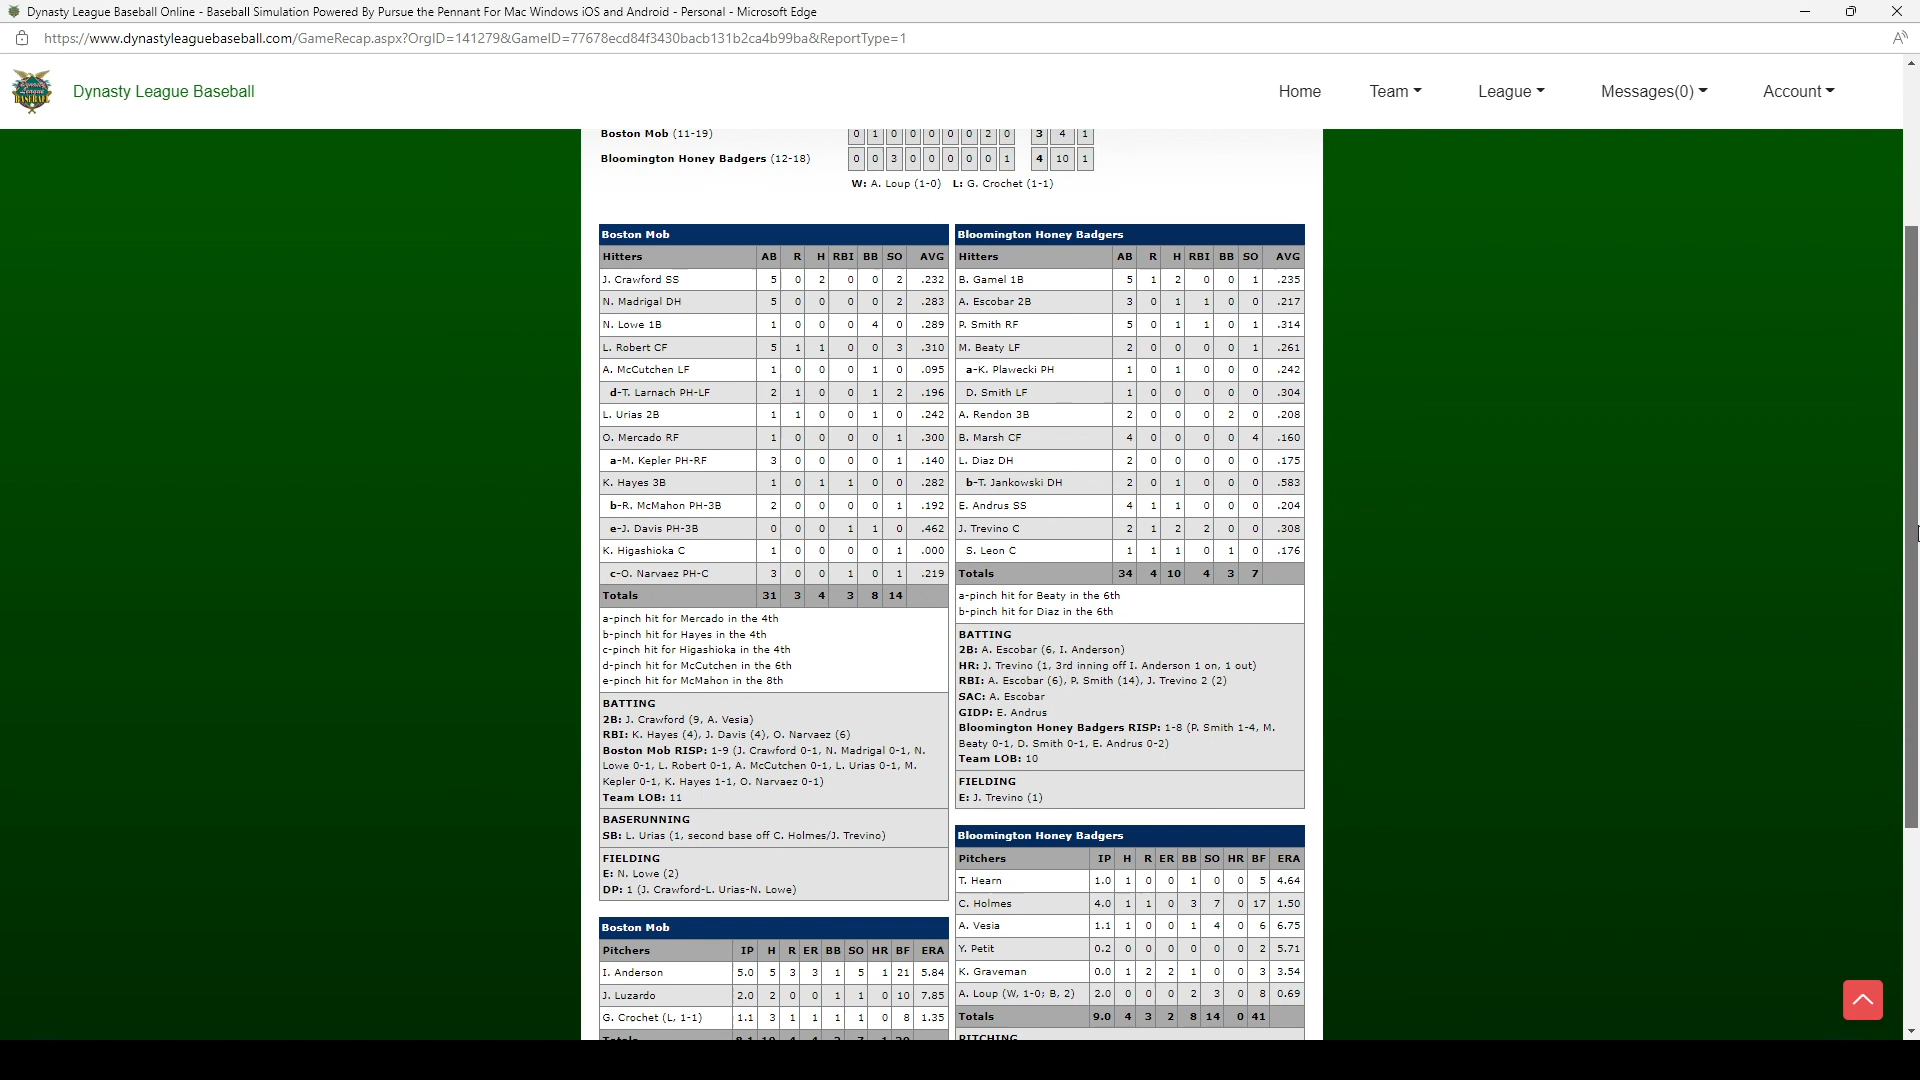 Dynasty League Baseball Online - Baseball Simulation Powered By Pursue the Pennant For Mac Windows iOS and Android - Personal - Microsoft Edge
https://www.dynastyleaguebaseball.com/GameRecap.aspx?OrgID=141279&GameID=77678ecd84f3430bacb131b2ca4b99ba&ReportType=1
Dynasty League Baseball Home Team League Messages(0) Account
Boston Mob (11-19) 0 1 0 0 0 0 0 2 0 3 4 1
Bloomington Honey Badgers (12-18) 0 0 3 0 0 0 0 0 1 4 10 1
W: A. Loup (1-0) L: G. Crochet (1-1)
Boston Mob
Hitters AB R H RBI BB SO AVG
J. Crawford SS 5 0 2 0 0 2 .232
N. Madrigal DH 5 0 0 0 0 2 .283
N. Lowe 1B 1 0 0 0 4 0 .289
L. Robert CF 5 1 1 0 0 3 .310
A. McCutchen LF 1 0 0 0 1 0 .095
d-T. Larnach PH-LF 2 1 0 0 1 2 .196
L. Urias 2B 1 1 0 0 1 0 .242
O. Mercado RF 1 0 0 0 0 1 .300
a-M. Kepler PH-RF 3 0 0 0 0 1 .140
K. Hayes 3B 1 0 1 1 0 0 .282
b-R. McMahon PH-3B 2 0 0 0 0 1 .192
e-J. Davis PH-3B 0 0 0 1 1 0 .462
K. Higashioka C 1 0 0 0 0 1 .000
c-O. Narvaez PH-C 3 0 0 1 0 1 .219
Totals 31 3 4 3 8 14
a-pinch hit for Mercado in the 4th
b-pinch hit for Hayes in the 4th
c-pinch hit for Higashioka in the 4th
d-pinch hit for McCutchen in the 6th
e-pinch hit for McMahon in the 8th
BATTING
2B: J. Crawford (9, A. Vesia)
RBI: K. Hayes (4), J. Davis (4), O. Narvaez (6)
Boston Mob RISP: 1-9 (J. Crawford 0-1, N. Madrigal 0-1, N.
Lowe 0-1, L. Robert 0-1, A. McCutchen 0-1, L. Urias 0-1, M.
Kepler 0-1, K. Hayes 1-1, O. Narvaez 0-1)
Team LOB: 11
BASERUNNING
SB: L. Urias (1, second base off C. Holmes/J. Trevino)
FIELDING
E: N. Lowe (2)
DP: 1 (J. Crawford-L. Urias-N. Lowe)
Boston Mob
Pitchers IP H R ER BB SO HR BF ERA
I. Anderson 5.0 5 3 3 1 5 1 21 5.84
J. Luzardo 2.0 2 0 0 1 1 0 10 7.85
G. Crochet (L, 1-1) 1.1 3 1 1 1 1 0 8 1.35
Totals 8.1 10 4 4 3 7 1 39
Bloomington Honey Badgers
Hitters AB R H RBI BB SO AVG
B. Gamel 1B 5 1 2 0 0 1 .235
A. Escobar 2B 3 0 1 1 0 0 .217
P. Smith RF 5 0 1 1 0 1 .314
M. Beaty LF 2 0 0 0 0 1 .261
a-K. Plawecki PH 1 0 1 0 0 0 .242
D. Smith LF 1 0 0 0 0 0 .304
A. Rendon 3B 2 0 0 0 2 0 .208
B. Marsh CF 4 0 0 0 0 4 .160
L. Diaz DH 2 0 0 0 0 0 .175
b-T. Jankowski DH 2 0 1 0 0 0 .583
E. Andrus SS 4 1 1 0 0 0 .204
J. Trevino C 2 1 2 2 0 0 .308
S. Leon C 1 1 1 0 1 0 .176
Totals 34 4 10 4 3 7
a-pinch hit for Beaty in the 6th
b-pinch hit for Diaz in the 6th
BATTING
2B: A. Escobar (6, I. Anderson)
HR: J. Trevino (1, 3rd inning off I. Anderson 1 on, 1 out)
RBI: A. Escobar (6), P. Smith (14), J. Trevino 2 (2)
SAC: A. Escobar
GIDP: E. Andrus
Bloomington Honey Badgers RISP: 1-8 (P. Smith 1-4, M.
Beaty 0-1, D. Smith 0-1, E. Andrus 0-2)
Team LOB: 10
FIELDING
E: J. Trevino (1)
Bloomington Honey Badgers
Pitchers IP H R ER BB SO HR BF ERA
T. Hearn 1.0 1 0 0 1 0 0 5 4.64
C. Holmes 4.0 1 1 0 3 7 0 17 1.50
A. Vesia 1.1 1 0 0 1 4 0 6 6.75
Y. Petit 0.2 0 0 0 0 0 0 2 5.71
K. Graveman 0.0 1 2 2 1 0 0 3 3.54
A. Loup (W, 1-0; B, 2) 2.0 0 0 0 2 3 0 8 0.69
Totals 9.0 4 3 2 8 14 0 41
PITCHING